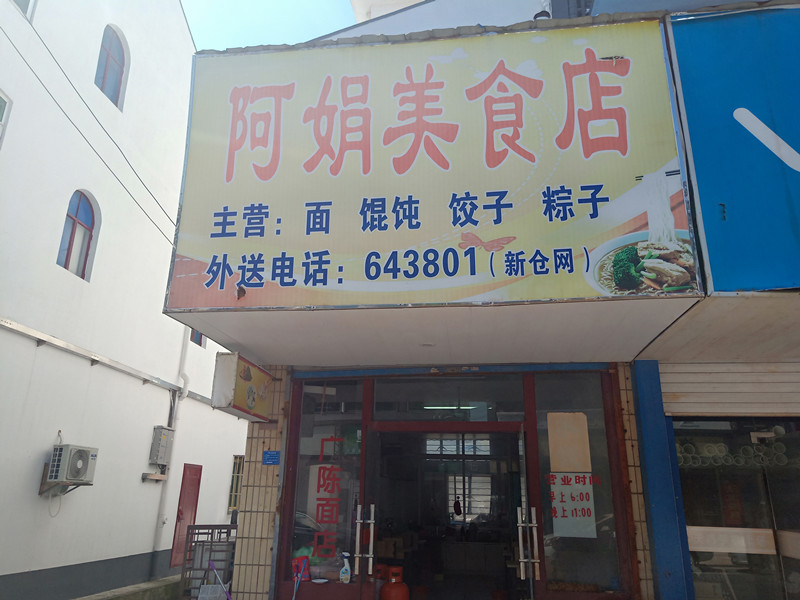 阿娟美食店
主营：面 馄饨 饺子 粽子
外送电话：643801（新仓网）
陈面店
营业时间
早上6:00
晚上11:00